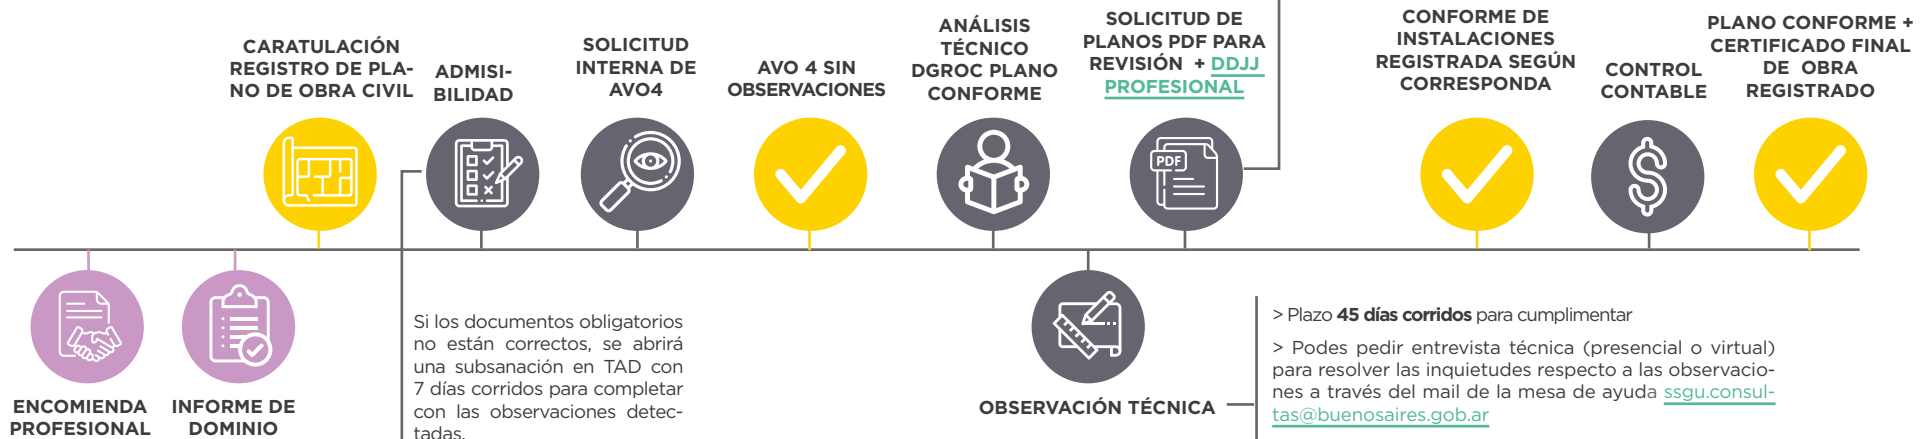 CARATULACIÓN
REGISTRO DE PLA-
NO DE OBRA CIVIL
ADMISI-
BILIDAD
SOLICITUD
INTERNA DE
AVO4
AVO 4 SIN
OBSERVACIONES
ANÁLISIS
TÉCNICO
DGROC PLANO
CONFORME
SOLICITUD DE
PLANOS PDF PARA
REVISIÓN + DDJJ
PROFESIONAL
PDF
CONFORME DE
INSTALACIONES
REGISTRADA SEGÚN
CORRESPONDA
CONTROL
CONTABLE
PLANO CONFORME +
CERTIFICADO FINAL
DE OBRA
REGISTRADO
ENCOMIENDA
PROFESIONAL
INFORME DE
DOMINIO
Si los documentos obligatorios
no están correctos, se abrirá
una subsanación en TAD con
7 días corridos para completar
con las observaciones detec-
tadas.
OBSERVACIÓN TÉCNICA
> Plazo 45 días corridos para cumplimentar
> Podes pedir entrevista técnica (presencial o virtual)
para resolver las inquietudes respecto a las observacio-
nes a través del mail de la mesa de ayuda ssgu.consul-
tas@buenosaires.gob.ar